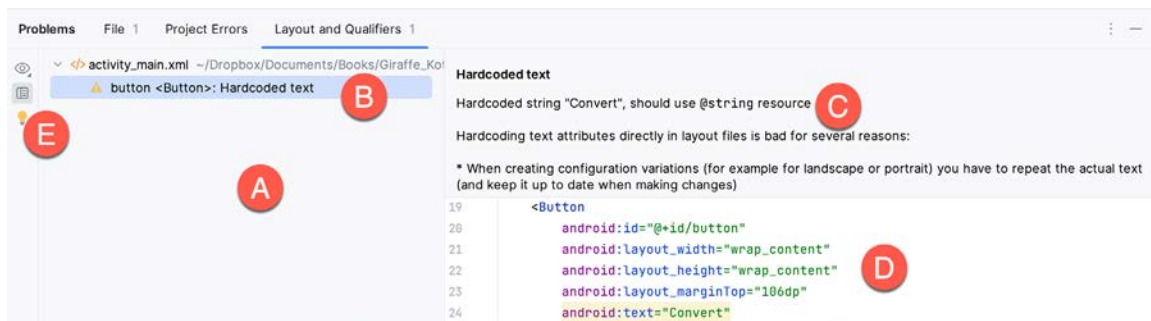 Problems File 1 Project Errors Layout and Qualifiers 1
activity_main.xml ~/Dropbox/Documents/Books/Giraffe_Ko
button <Button>: Hardcoded text
B
E
A
Hardcoded text
Hardcoded string "Convert", should use @string resource
C
Hardcoding text attributes directly in layout files is bad for several reasons:
* When creating configuration variations (for example for landscape or portrait) you have to repeat the actual text
(and keep it up to date when making changes)
19 <Button
20 android:id="@+id/button"
21 android:layout_width="wrap_content"
22 android:layout_height="wrap_content"
D
23 android:layout_marginTop="106dp"
24 android:text="Convert"